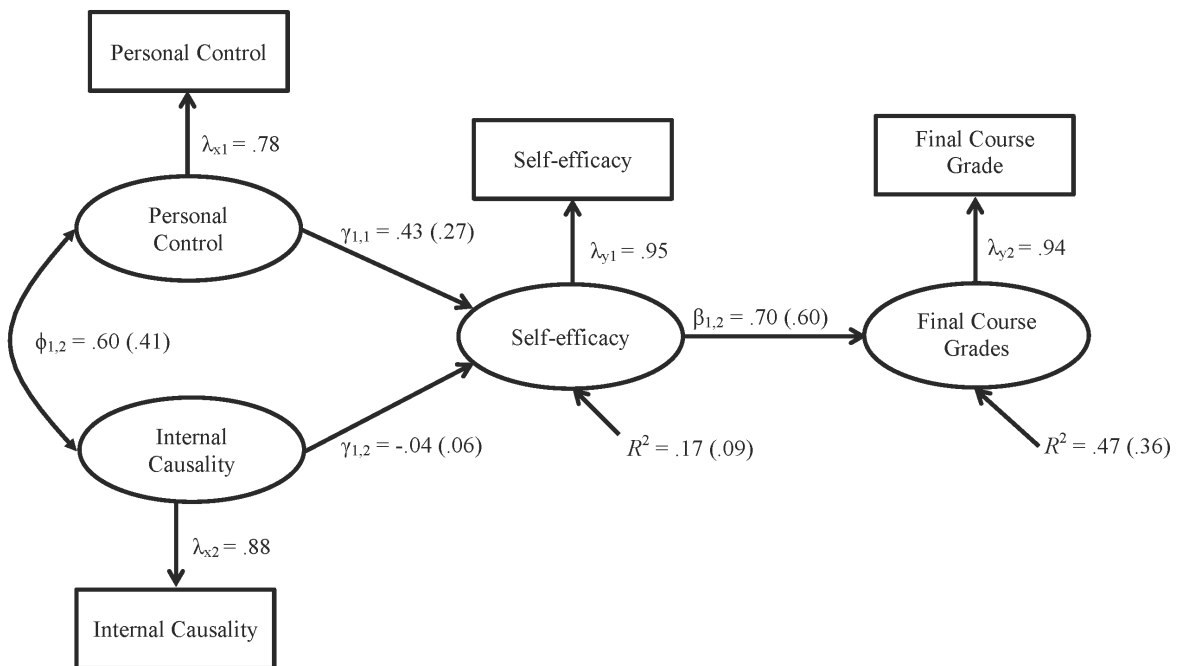 Personal Control
λx1 = .78
Personal
Control
γ1,1 = .43 (.27)
Self-efficacy
λy1 = .95
Final Course
Grade
λy2 = .94
ϕ1,2 = .60 (.41)
Self-efficacy
β1,2 = .70 (.60)
Final Course
Grades
Internal
Causality
γ1,2 = -.04 (.06)
R² = .17 (.09)
R² = .47 (.36)
λx2 = .88
Internal Causality